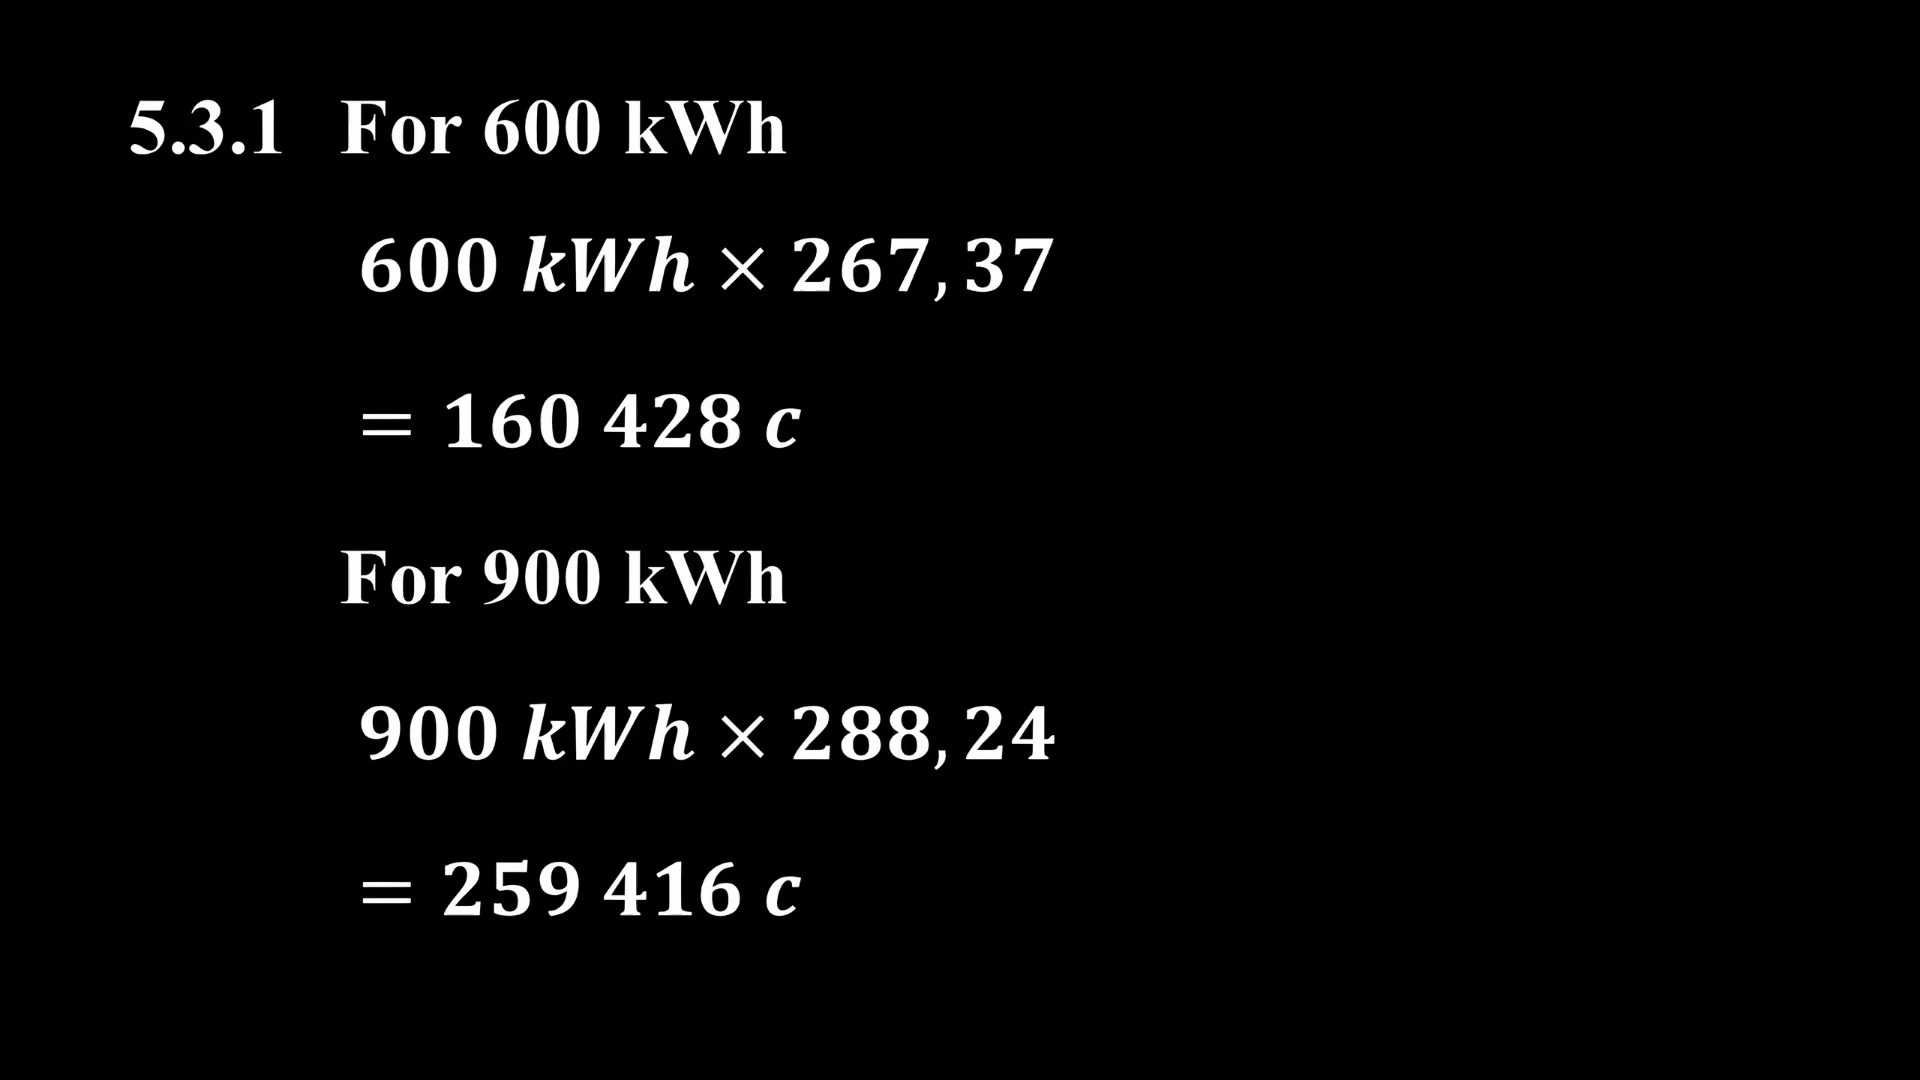 5.3.1 For 600 kWh
600 kWh × 267,37
= 160 428 c
For 900 kWh
900 kWh × 288,24
= 259 416 c